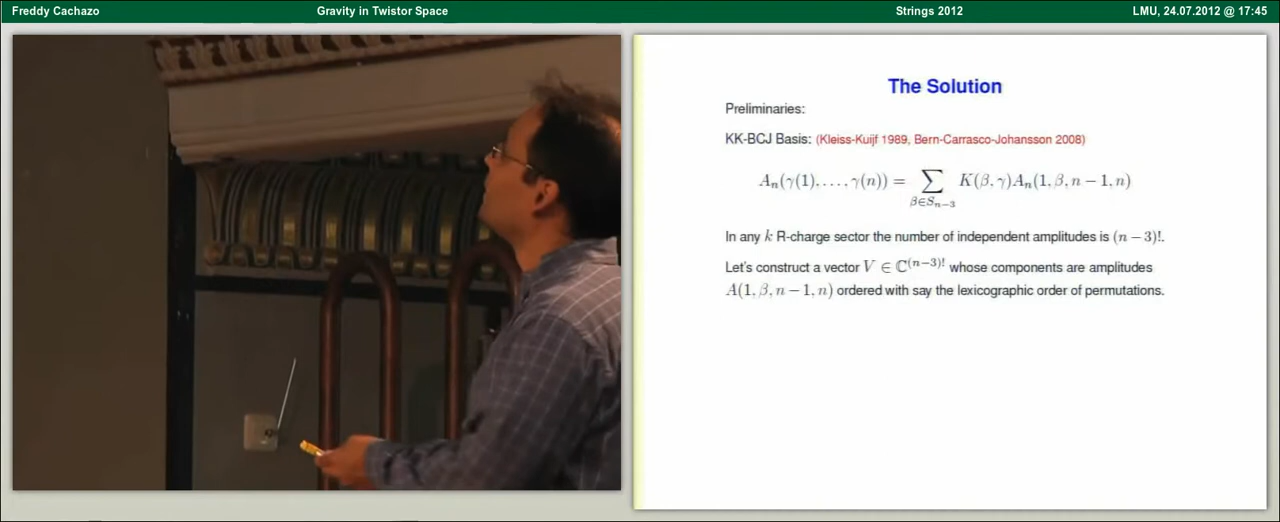 Freddy Cachazo Gravity in Twistor Space Strings 2012 LMU, 24.07.2012 @ 17:45
The Solution
Preliminaries:
KK-BCJ Basis: (Kleiss-Kuijf 1989, Bern-Carrasco-Johansson 2008)
Aₙ(γ(1), . . . , γ(n)) = ∑ K(β, γ)Aₙ(1, β, n − 1, n)
β∈Sₙ₋₃
In any k R-charge sector the number of independent amplitudes is (n − 3)!.
Let's construct a vector V ∈ ℂ⁽ⁿ⁻³⁾! whose components are amplitudes
A(1, β, n − 1, n) ordered with say the lexicographic order of permutations.